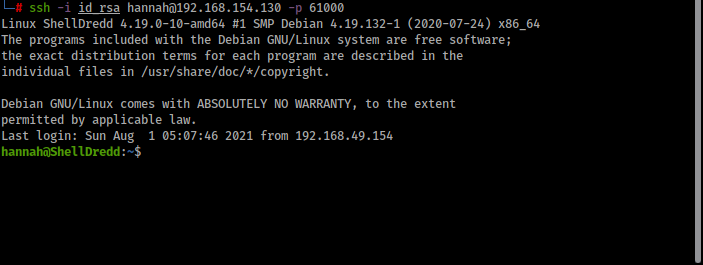 └─# ssh -i id_rsa hannah@192.168.154.130 -p 61000
Linux ShellDredd 4.19.0-10-amd64 #1 SMP Debian 4.19.132-1 (2020-07-24) x86_64
The programs included with the Debian GNU/Linux system are free software;
the exact distribution terms for each program are described in the
individual files in /usr/share/doc/*/copyright.

Debian GNU/Linux comes with ABSOLUTELY NO WARRANTY, to the extent
permitted by applicable law.
Last login: Sun Aug  1 05:07:46 2021 from 192.168.49.154
hannah@ShellDredd:~$